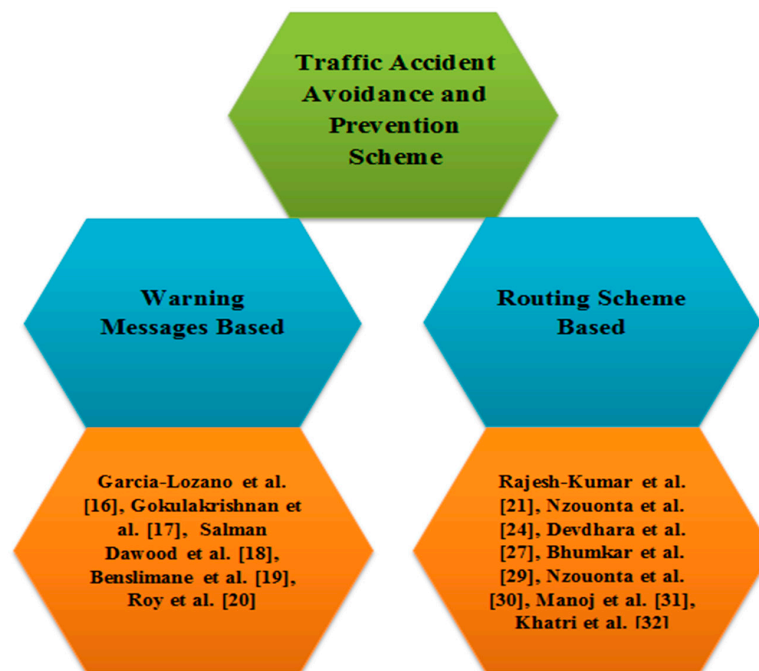 Traffic Accident
Avoidance and
Prevention
Scheme
Warning
Messages Based
Routing Scheme
Based
Garcia-Lozano et al.
[16], Gokulakrishnan et
al. [17], Salman
Dawood et al. [18],
Benslimane et al. [19],
Roy et al. [20]
Rajesh-Kumar et al.
[21], Nzouonta et al.
[24], Devdhara et al.
[27], Bhumkar et al.
[29], Nzouonta et al.
[30], Manoj et al. [31],
Khatri et al. [32]